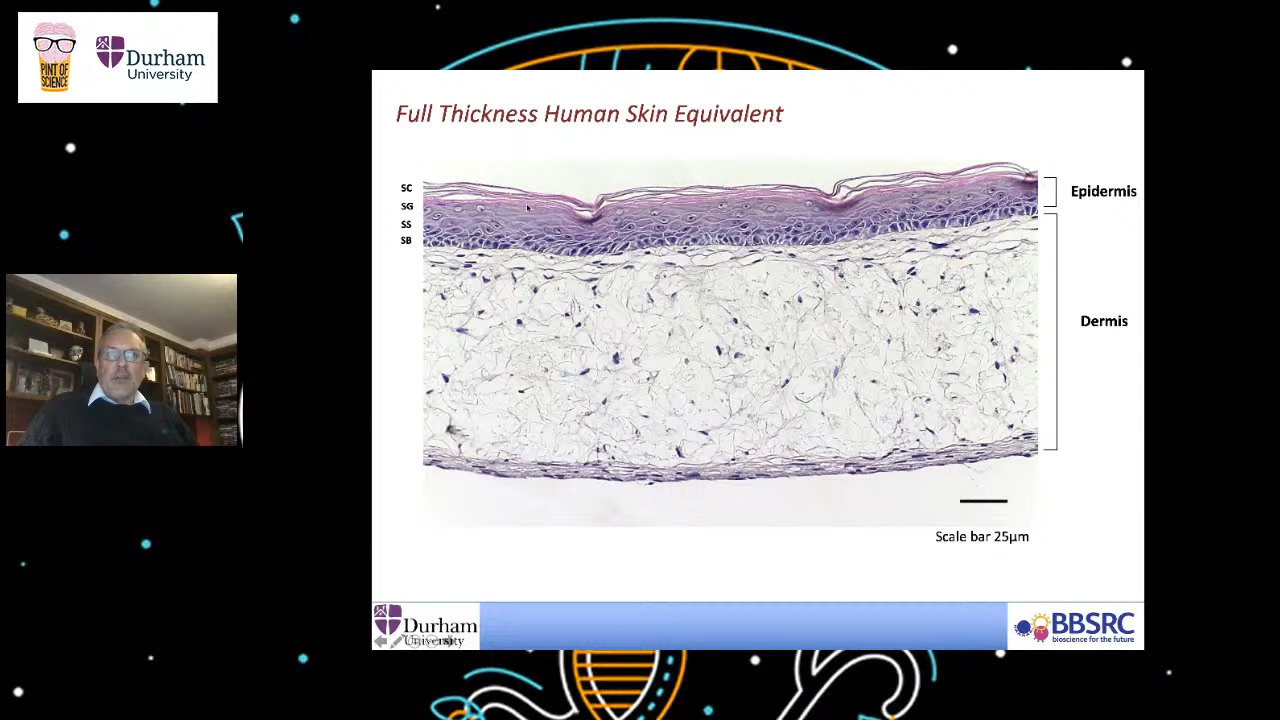 PINT OF
SCIENCE
Durham
University
Full Thickness Human Skin Equivalent
SC
SG
SS
SB
Epidermis
Dermis
Scale bar 25µm
Durham
University
BBSRC
bioscience for the future